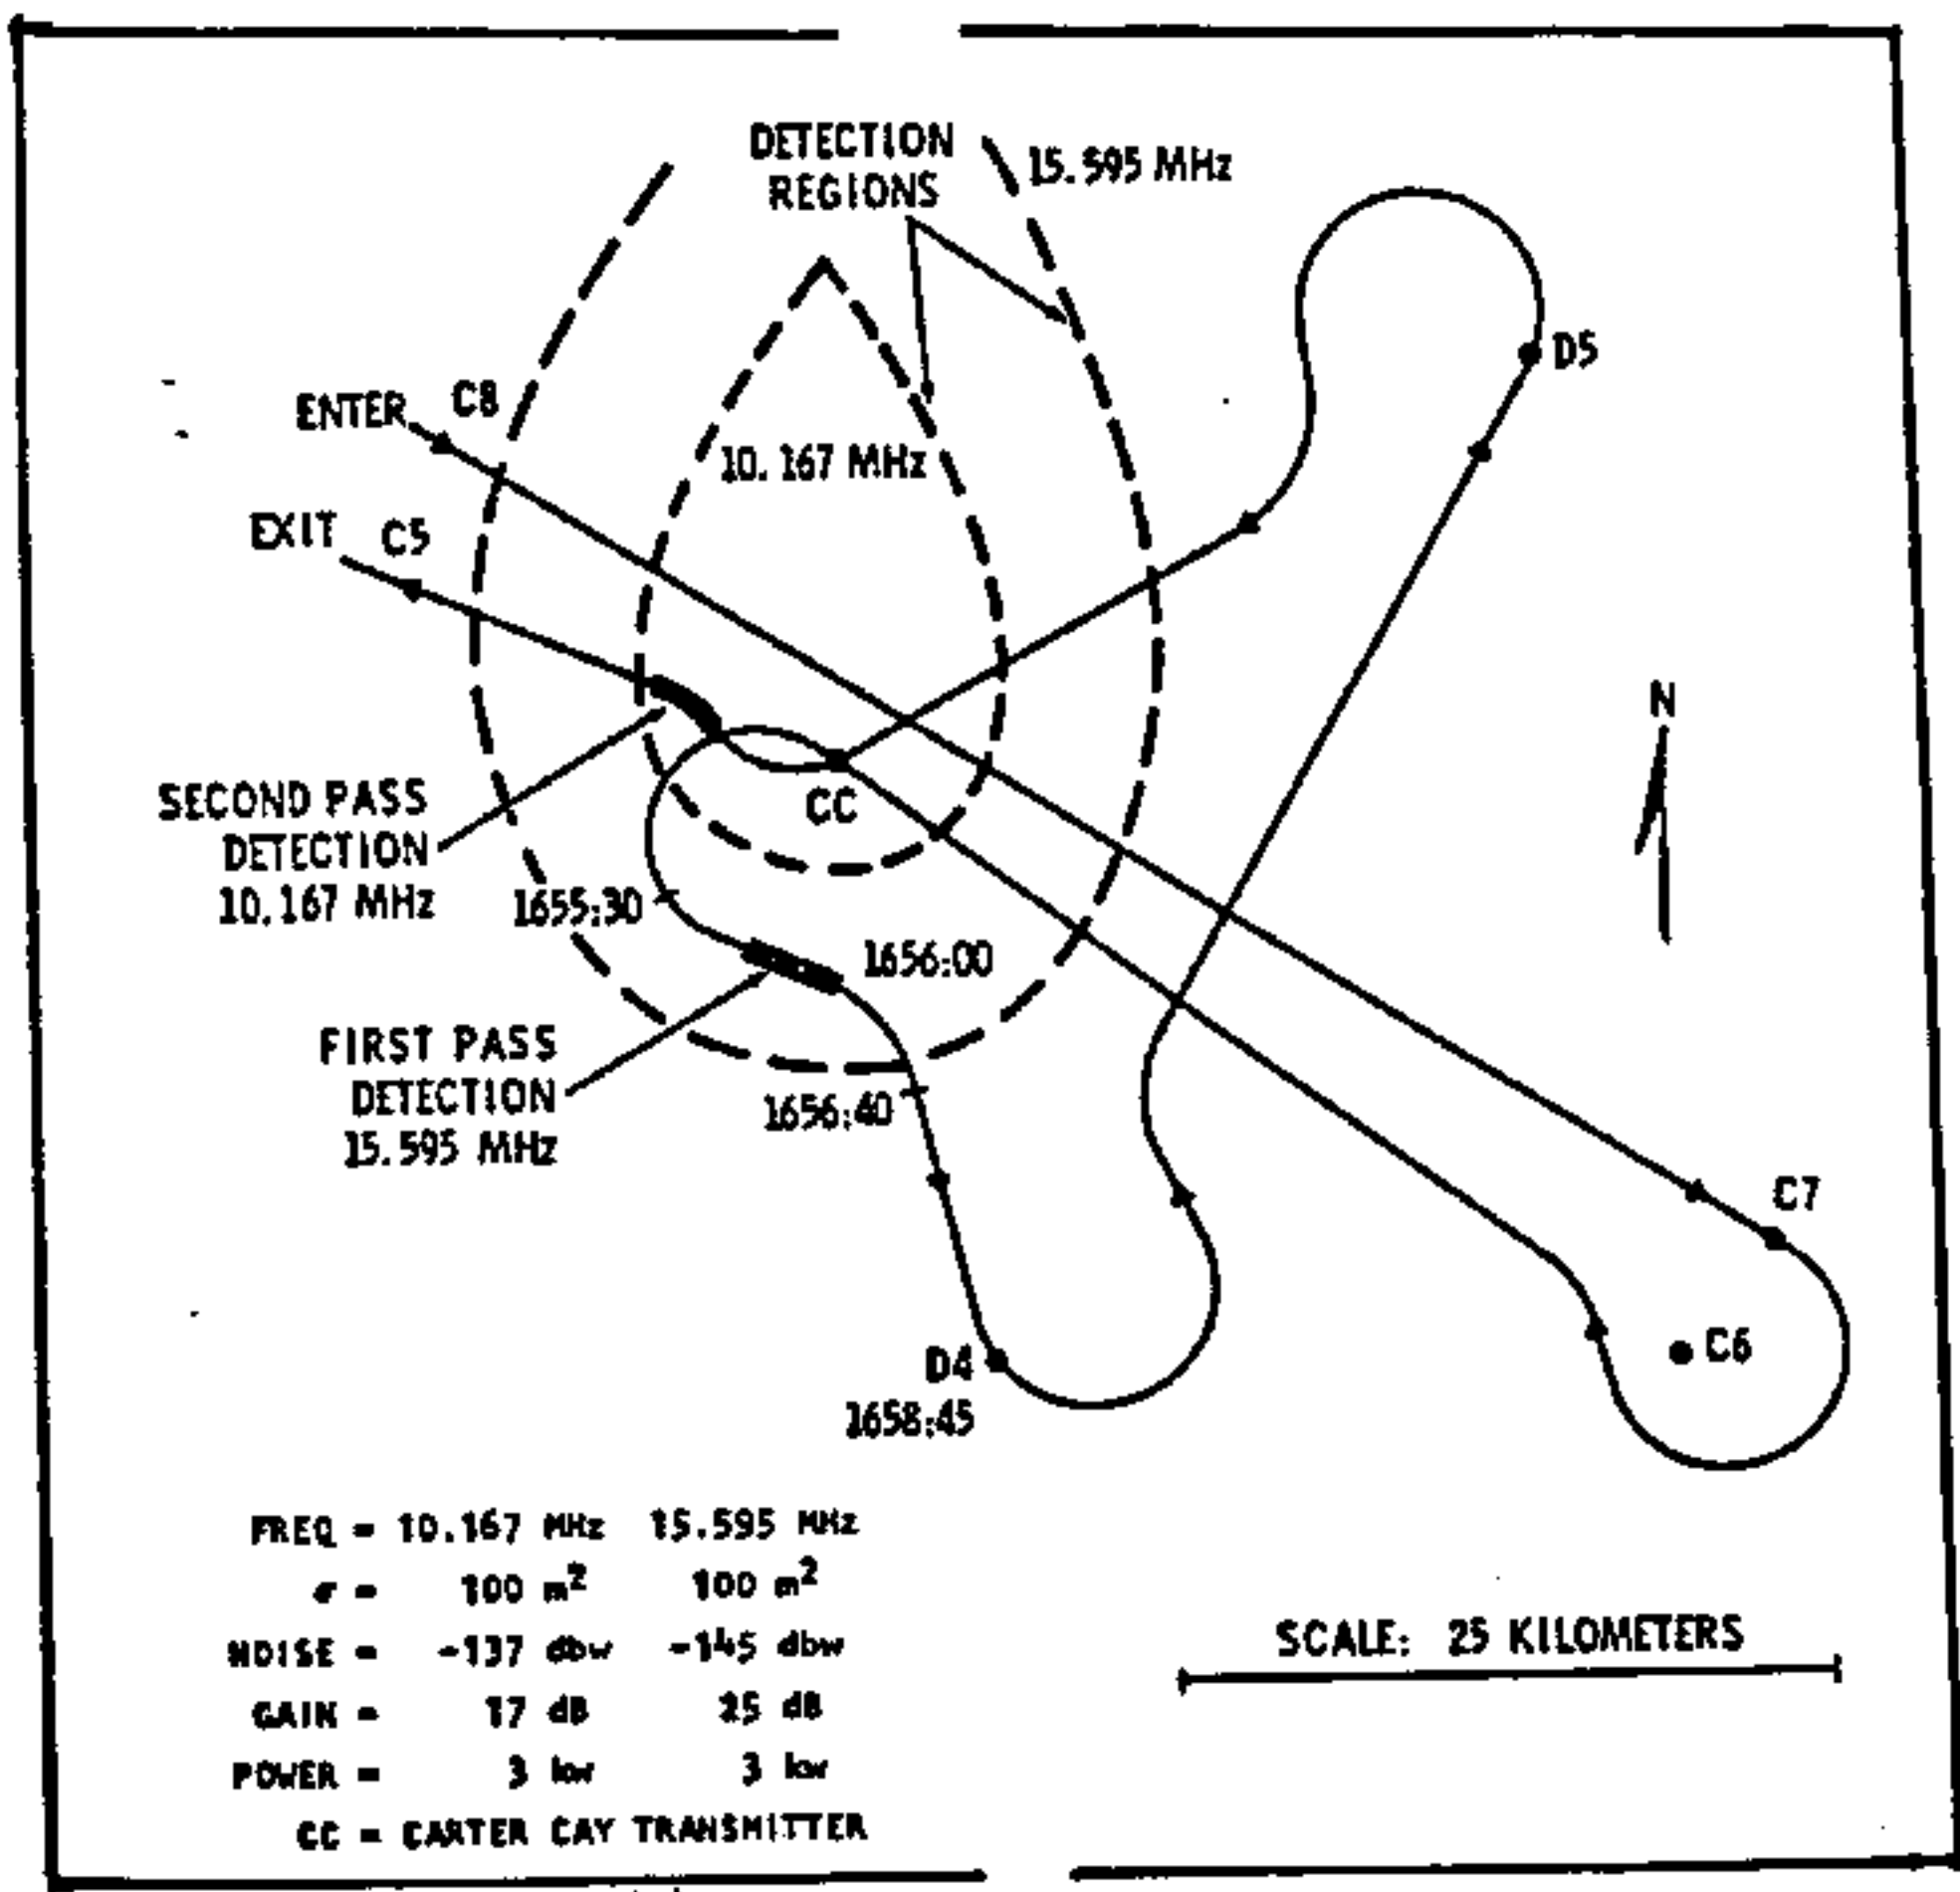 DETECTION
REGIONS
15.595 MHz
D5
ENTER
C8
10.167 MHz
EXIT
C5
N
CC
SECOND PASS
DETECTION
10.167 MHz
1655:30
1656:00
FIRST PASS
DETECTION
15.595 MHz
1656:40
C7
C6
D4
1658:45
FREQ = 10.167 MHz 15.595 MHz
σ = 100 m² 100 m²
NOISE = -137 dbw -145 dbw
GAIN = 17 dB 25 dB
POWER = 3 kw 3 kw
CC = CARTER CAY TRANSMITTER
SCALE: 25 KILOMETERS